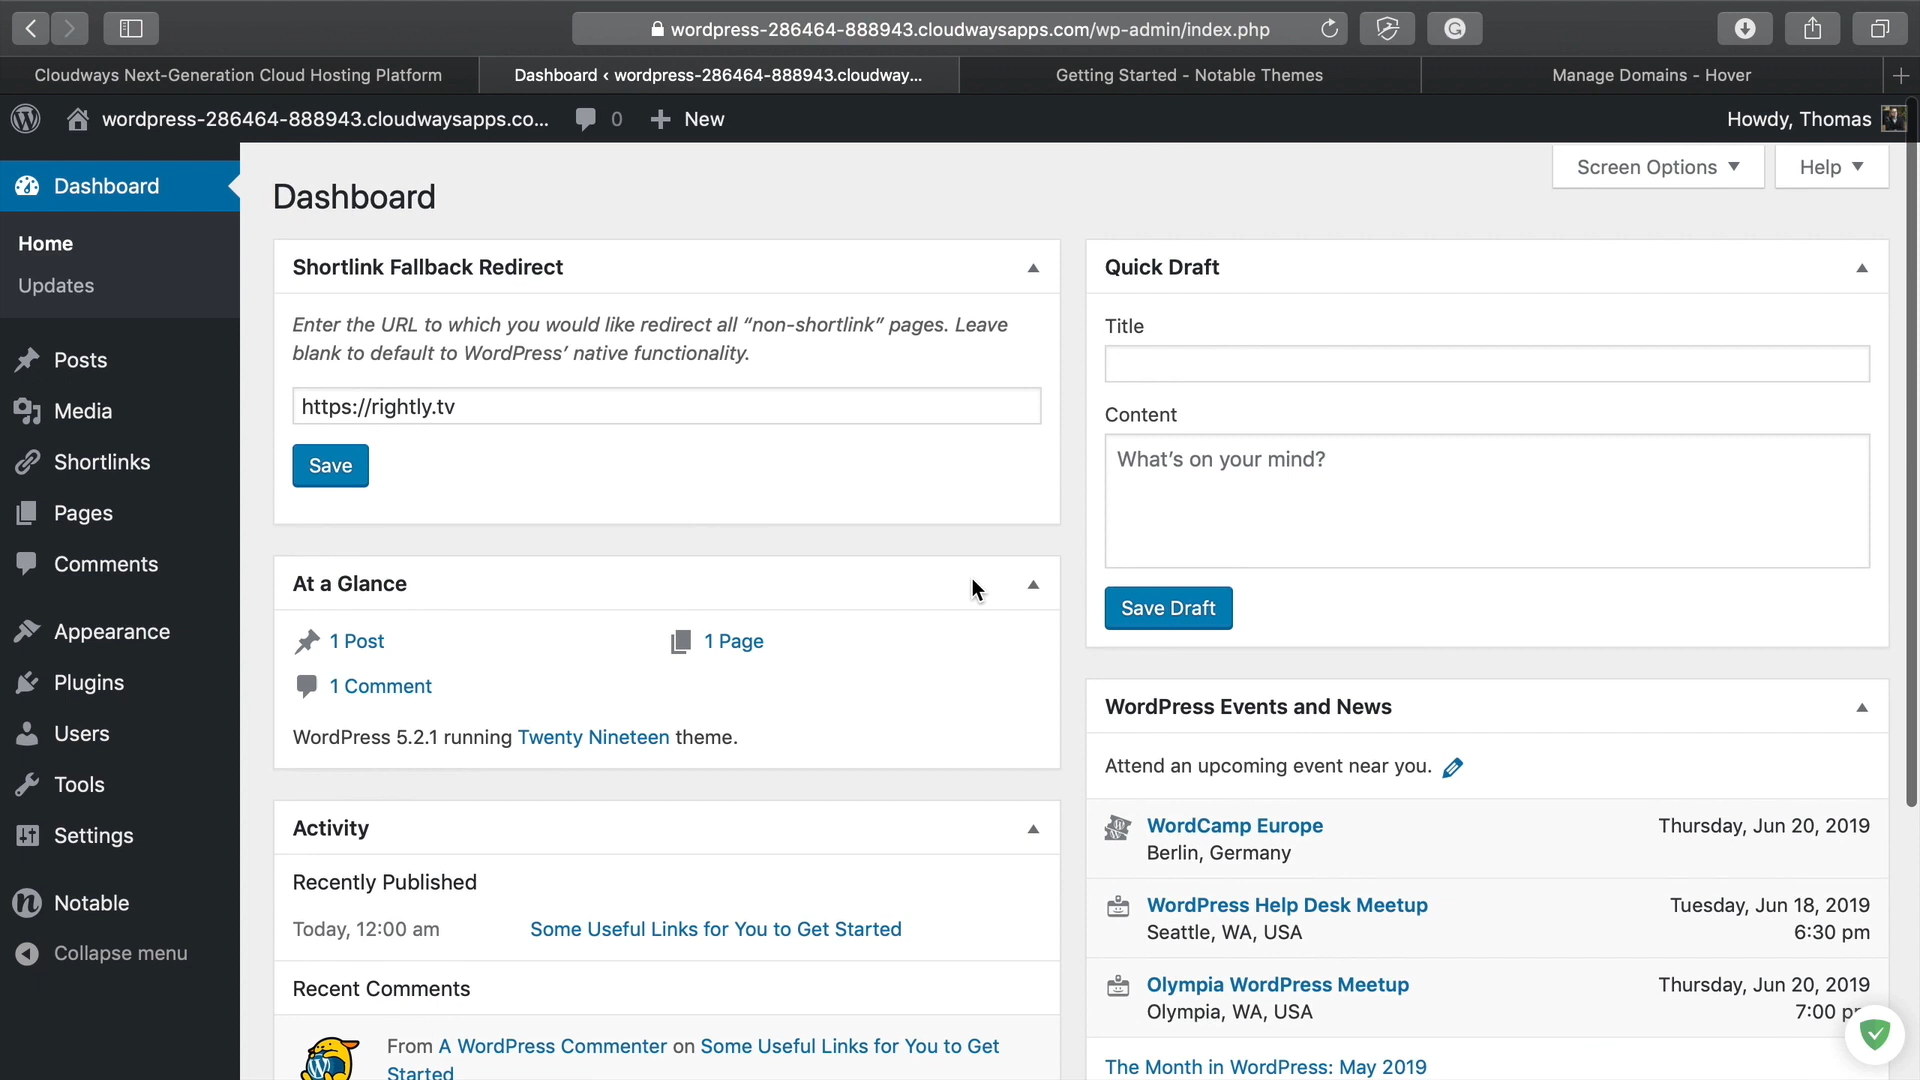 wordpress-286464-888943.cloudwaysapps.com/wp-admin/index.php
Cloudways Next-Generation Cloud Hosting Platform
Dashboard ‹ wordpress-286464-888943.cloudway...
Getting Started - Notable Themes
Manage Domains - Hover
wordpress-286464-888943.cloudwaysapps.co...
0
New
Howdy, Thomas
Dashboard
Home
Updates
Posts
Media
Shortlinks
Pages
Comments
Appearance
Plugins
Users
Tools
Settings
Notable
Collapse menu
Screen Options
Help
Dashboard
Shortlink Fallback Redirect
Enter the URL to which you would like redirect all “non-shortlink” pages. Leave
blank to default to WordPress’ native functionality.
https://rightly.tv
Save
At a Glance
1 Post
1 Page
1 Comment
WordPress 5.2.1 running Twenty Nineteen theme.
Activity
Recently Published
Today, 12:00 am
Some Useful Links for You to Get Started
Recent Comments
From A WordPress Commenter on Some Useful Links for You to Get
Started
Quick Draft
Title
Content
What’s on your mind?
Save Draft
WordPress Events and News
Attend an upcoming event near you.
WordCamp Europe
Thursday, Jun 20, 2019
Berlin, Germany
WordPress Help Desk Meetup
Tuesday, Jun 18, 2019
Seattle, WA, USA
6:30 pm
Olympia WordPress Meetup
Thursday, Jun 20, 2019
Olympia, WA, USA
7:00 p
The Month in WordPress: May 2019